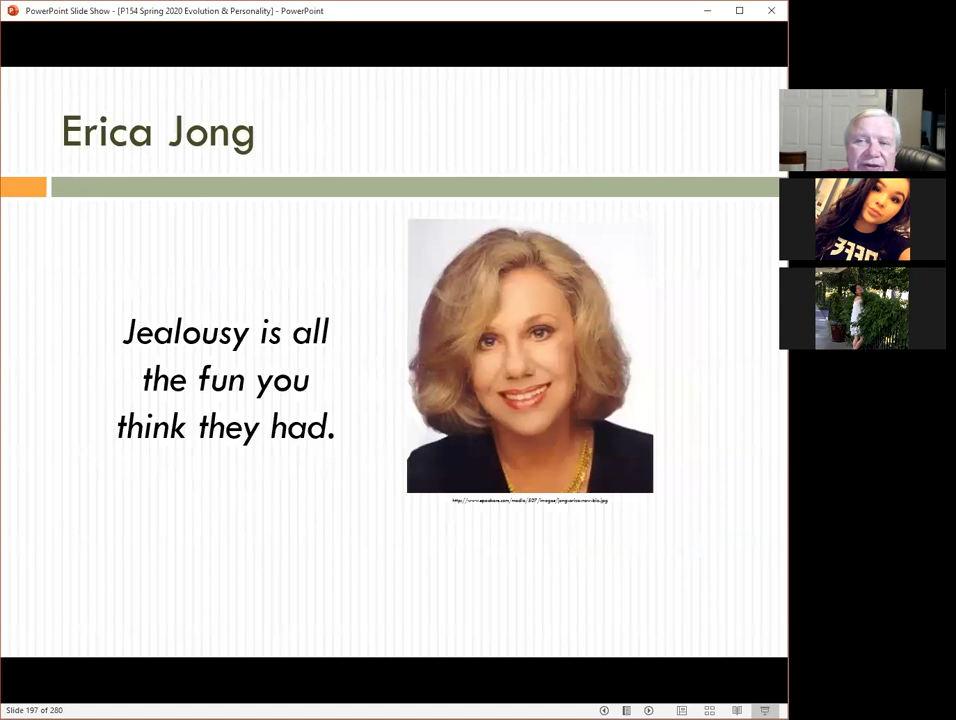 PowerPoint Slide Show - [P154 Spring 2020 Evolution & Personality] - PowerPoint
Erica Jong
Jealousy is all
the fun you
think they had.
Slide 197 of 280